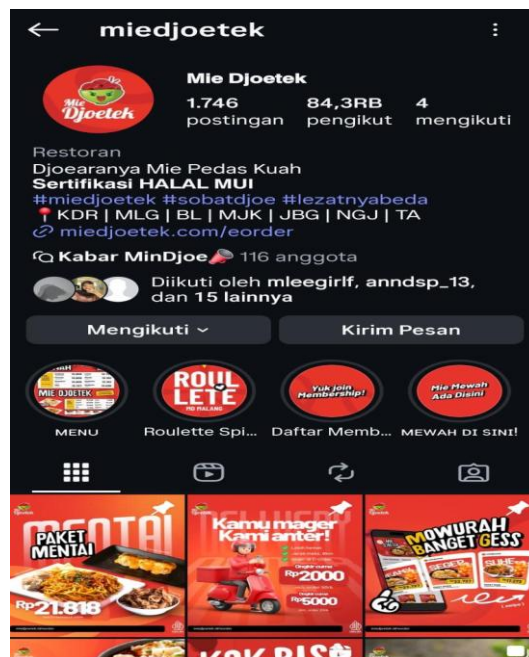 miedjoetek
Mie Djoetek
Mie
Djoetek
1.746 84,3RB 4
postingan pengikut mengikuti
Restoran
Djoearanya Mie Pedas Kuah
Sertifikasi HALAL MUI
#miedjoetek #sobatdjoe #lezatnyabeda
KDR | MLG | BL | MJK | JBG | NGJ | TA
miedjoetek.com/eorder
Kabar MinDjoe 116 anggota
Diikuti oleh mleegirlf, anndsp_13,
dan 15 lainnya
Mengikuti Kirim Pesan
MIE DJOETEK
ROUL
LETE
MD MALANG
Yuk join
Membership!
Mie Mewah
Ada Disini
MENU Roulette Spi... Daftar Memb... MEWAH DI SINI!
MENTAI
PAKET
MENTAI
Rp21.818
Kamu mager
Kami anter!
Rp2000
Rp5000
MOWURAH
BANGET GESS